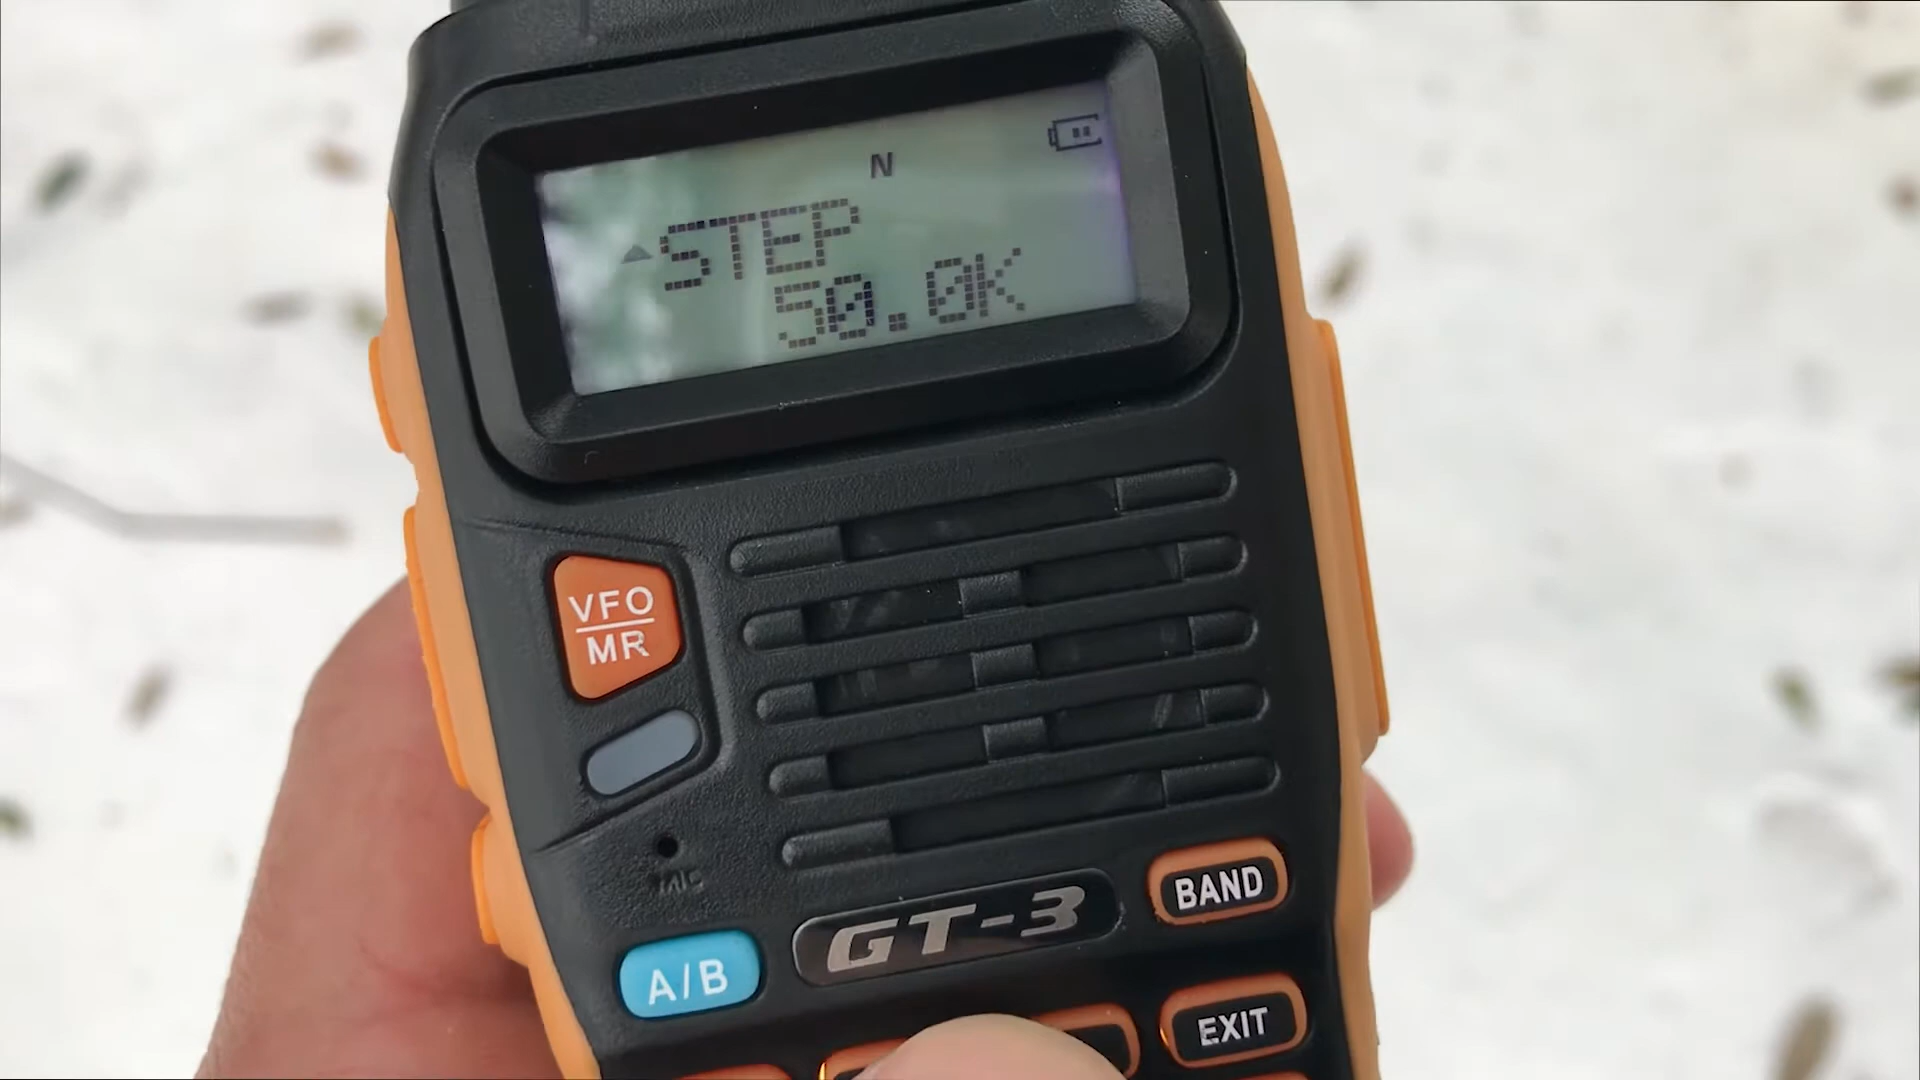 N
STEP
50.0K
VFO
MR
MIC
GT-3
BAND
A/B
EXIT